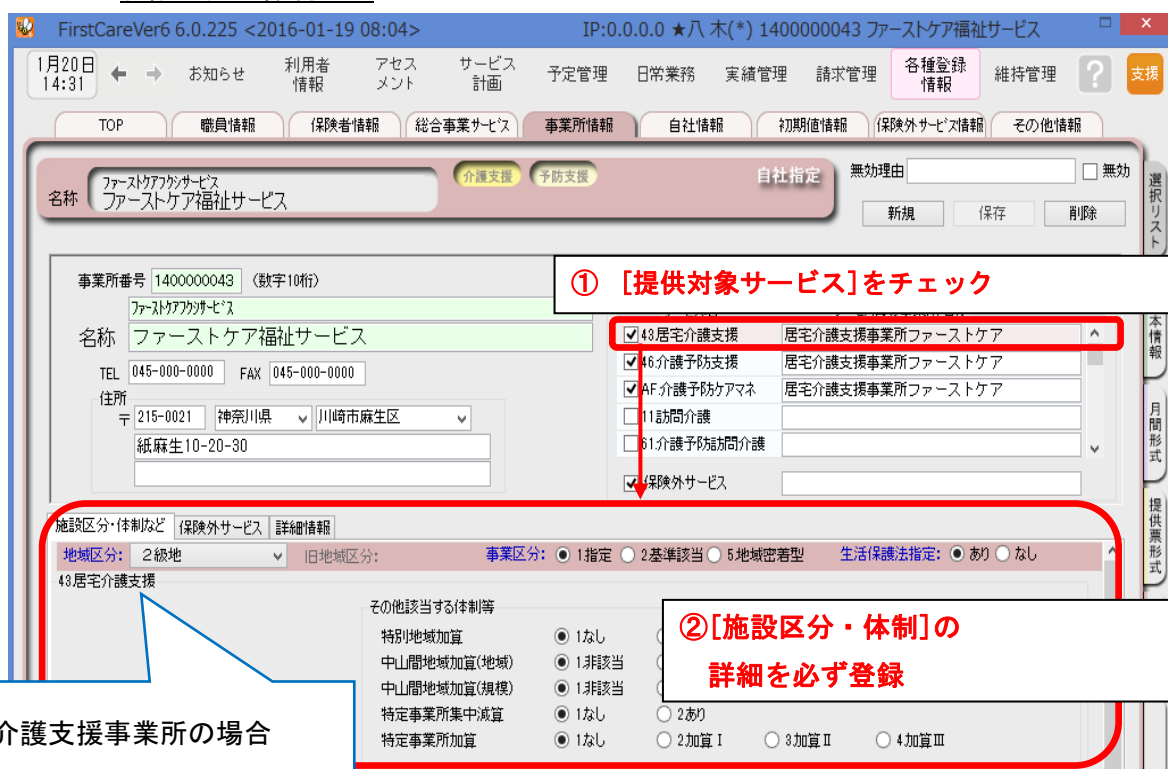 FirstCareVer6 6.0.225 <2016-01-19 08:04> IP:0.0.0.0 ★八 木(*) 1400000043 ファーストケア福祉サービス
1月20日
14:31
お知らせ 利用者情報 アセスメント サービス計画 予定管理 日常業務 実績管理 請求管理 各種登録情報 維持管理 ? 支援
TOP 職員情報 保険者情報 総合事業サービス 事業所情報 自社情報 初期値情報 保険外サービス情報 その他情報
ファーストケアフクシサービス
名称 ファーストケア福祉サービス
介護支援 予防支援 自社指定 無効理由 無効
新規 保存 削除
選択リスト
事業所番号 1400000043 (数字10桁)
① [提供対象サービス]をチェック
ファーストケアフクシサービス
名称 ファーストケア福祉サービス
43居宅介護支援 居宅介護支援事業所ファーストケア
46.介護予防支援 居宅介護支援事業所ファーストケア
TEL 045-000-0000 FAX 045-000-0000
AF.介護予防ケアマネ 居宅介護支援事業所ファーストケア
住所
〒 215-0021 神奈川県 川崎市麻生区
11訪問介護
紙麻生10-20-30
61.介護予防訪問介護
保険外サービス
本情報
月間形式
提供票形式
施設区分・体制など 保険外サービス 詳細情報
地域区分: 2級地 旧地域区分: 事業区分: 1指定 2基準該当 5.地域密着型 生活保護法指定: あり なし
43居宅介護支援
その他該当する体制等
②[施設区分・体制]の
詳細を必ず登録
特別地域加算 1なし
中山間地域加算(地域) 1.非該当
中山間地域加算(規模) 1.非該当
特定事業所集中減算 1なし 2あり
特定事業所加算 1なし 2.加算Ⅰ 3.加算Ⅱ 4.加算Ⅲ
介護支援事業所の場合